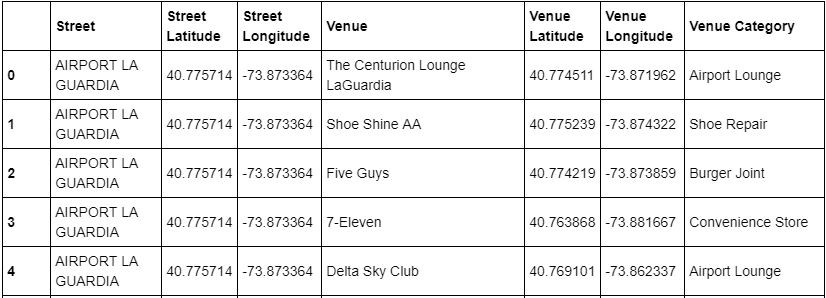 Street Street Latitude Street Longitude Venue Venue Latitude Venue Longitude Venue Category
0 AIRPORT LA GUARDIA 40.775714 -73.873364 The Centurion Lounge LaGuardia 40.774511 -73.871962 Airport Lounge
1 AIRPORT LA GUARDIA 40.775714 -73.873364 Shoe Shine AA 40.775239 -73.874322 Shoe Repair
2 AIRPORT LA GUARDIA 40.775714 -73.873364 Five Guys 40.774219 -73.873859 Burger Joint
3 AIRPORT LA GUARDIA 40.775714 -73.873364 7-Eleven 40.763868 -73.881667 Convenience Store
4 AIRPORT LA GUARDIA 40.775714 -73.873364 Delta Sky Club 40.769101 -73.862337 Airport Lounge